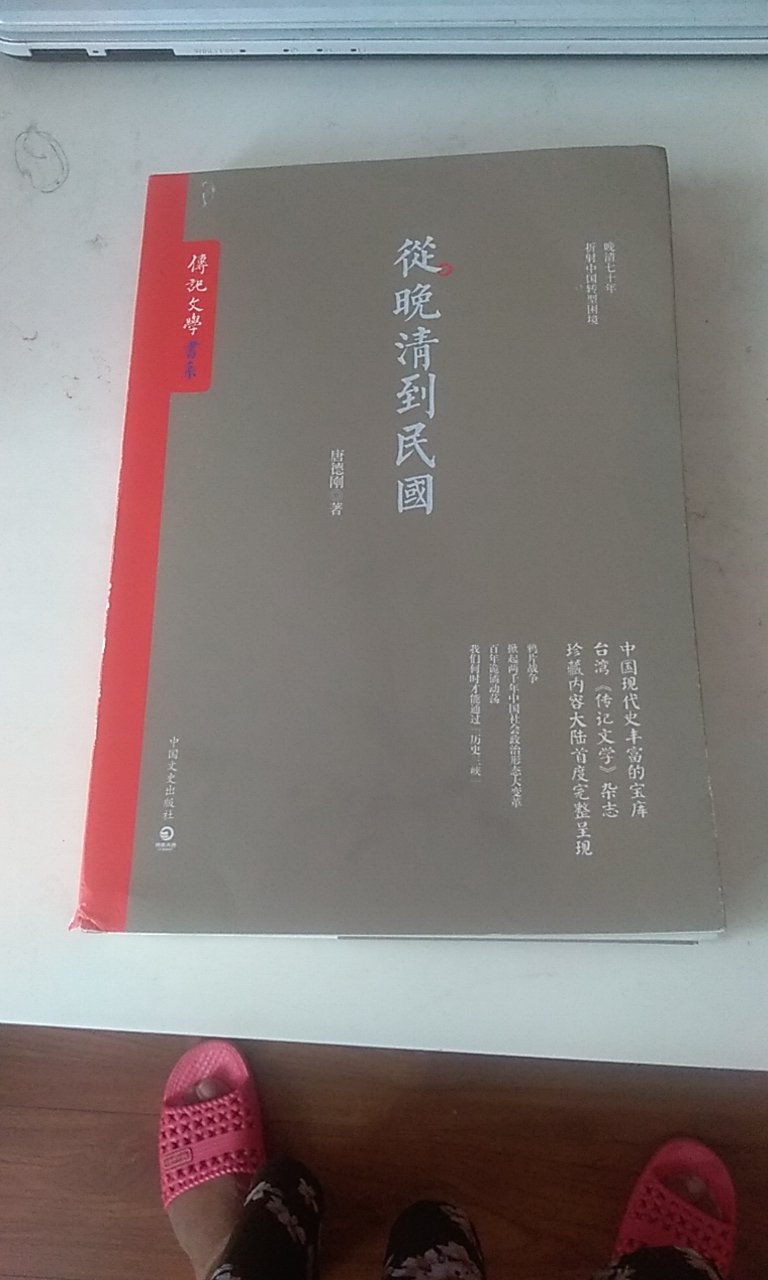 晚清七十年
折射中国转型困境
從晚清到民國
唐德刚 著
傳記文學書系
中国现代史丰富的宝库
台湾《传记文学》杂志
珍藏内容大陆首度完整呈现
鸦片战争
掀起两千年中国社会政治形态大变革
百年诡谲动荡
我们何时才能通过“历史三峡”
中国文史出版社